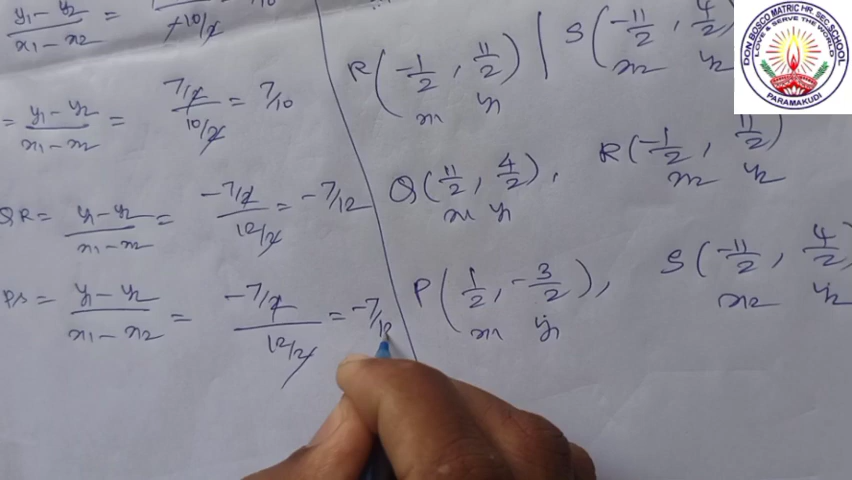 y1-y2/x1-x2 = /+10/2 7/10
= y1-y2/x1-x2 = 7/2/10/2 = 7/10
QR = y1-y2/x1-x2 = -7/2/12/2 = -7/12
PS = y1-y2/x1-x2 = -7/2/12/2 = -7/12
R(-1/2, 11/2) | S(-11/2, 4/2
x1 y1 x2 y2
Q(11/2, 4/2), R(-1/2, 11/2)
x1 y1 x2 y2
P(1/2, -3/2), S(-11/2, 4/2)
x1 y1 x2 y2
DON BOSCO MATRIC HR. SEC. SCHOOL
LOVE & SERVE THE WORLD
PARAMAKUDI